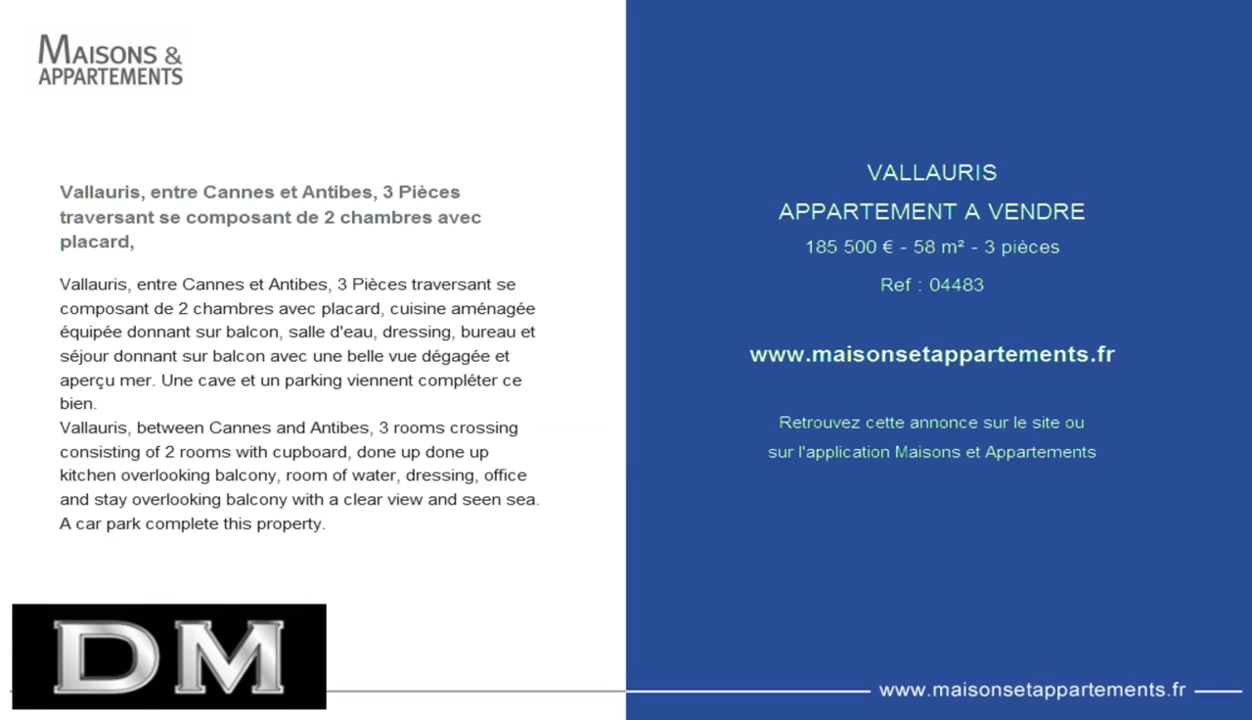 MAISONS &
APPARTEMENTS
Vallauris, entre Cannes et Antibes, 3 Pièces
traversant se composant de 2 chambres avec
placard,
Vallauris, entre Cannes et Antibes, 3 Pièces traversant se
composant de 2 chambres avec placard, cuisine aménagée
équipée donnant sur balcon, salle d'eau, dressing, bureau et
séjour donnant sur balcon avec une belle vue dégagée et
aperçu mer. Une cave et un parking viennent compléter ce
bien.
Vallauris, between Cannes and Antibes, 3 rooms crossing
consisting of 2 rooms with cupboard, done up done up
kitchen overlooking balcony, room of water, dressing, office
and stay overlooking balcony with a clear view and seen sea.
A car park complete this property.
DM
VALLAURIS
APPARTEMENT A VENDRE
185 500 € - 58 m² - 3 pièces
Ref : 04483
www.maisonsetappartements.fr
Retrouvez cette annonce sur le site ou
sur l'application Maisons et Appartements
www.maisonsetappartements.fr